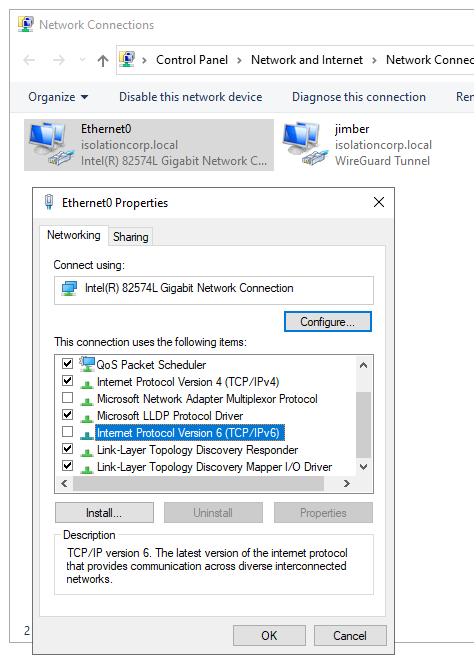 Network Connections
Control Panel > Network and Internet > Network Connec
Organize Disable this network device Diagnose this connection Ren
Ethernet0
isolationcorp.local
Intel(R) 82574L Gigabit Network C...
jimber
isolationcorp.local
WireGuard Tunnel
Ethernet0 Properties
Networking Sharing
Connect using:
Intel(R) 82574L Gigabit Network Connection
Configure...
This connection uses the following items:
QoS Packet Scheduler
Internet Protocol Version 4 (TCP/IPv4)
Microsoft Network Adapter Multiplexor Protocol
Microsoft LLDP Protocol Driver
Internet Protocol Version 6 (TCP/IPv6)
Link-Layer Topology Discovery Responder
Link-Layer Topology Discovery Mapper I/O Driver
Install... Uninstall Properties
Description
TCP/IP version 6. The latest version of the internet protocol
that provides communication across diverse interconnected
networks.
2
OK Cancel